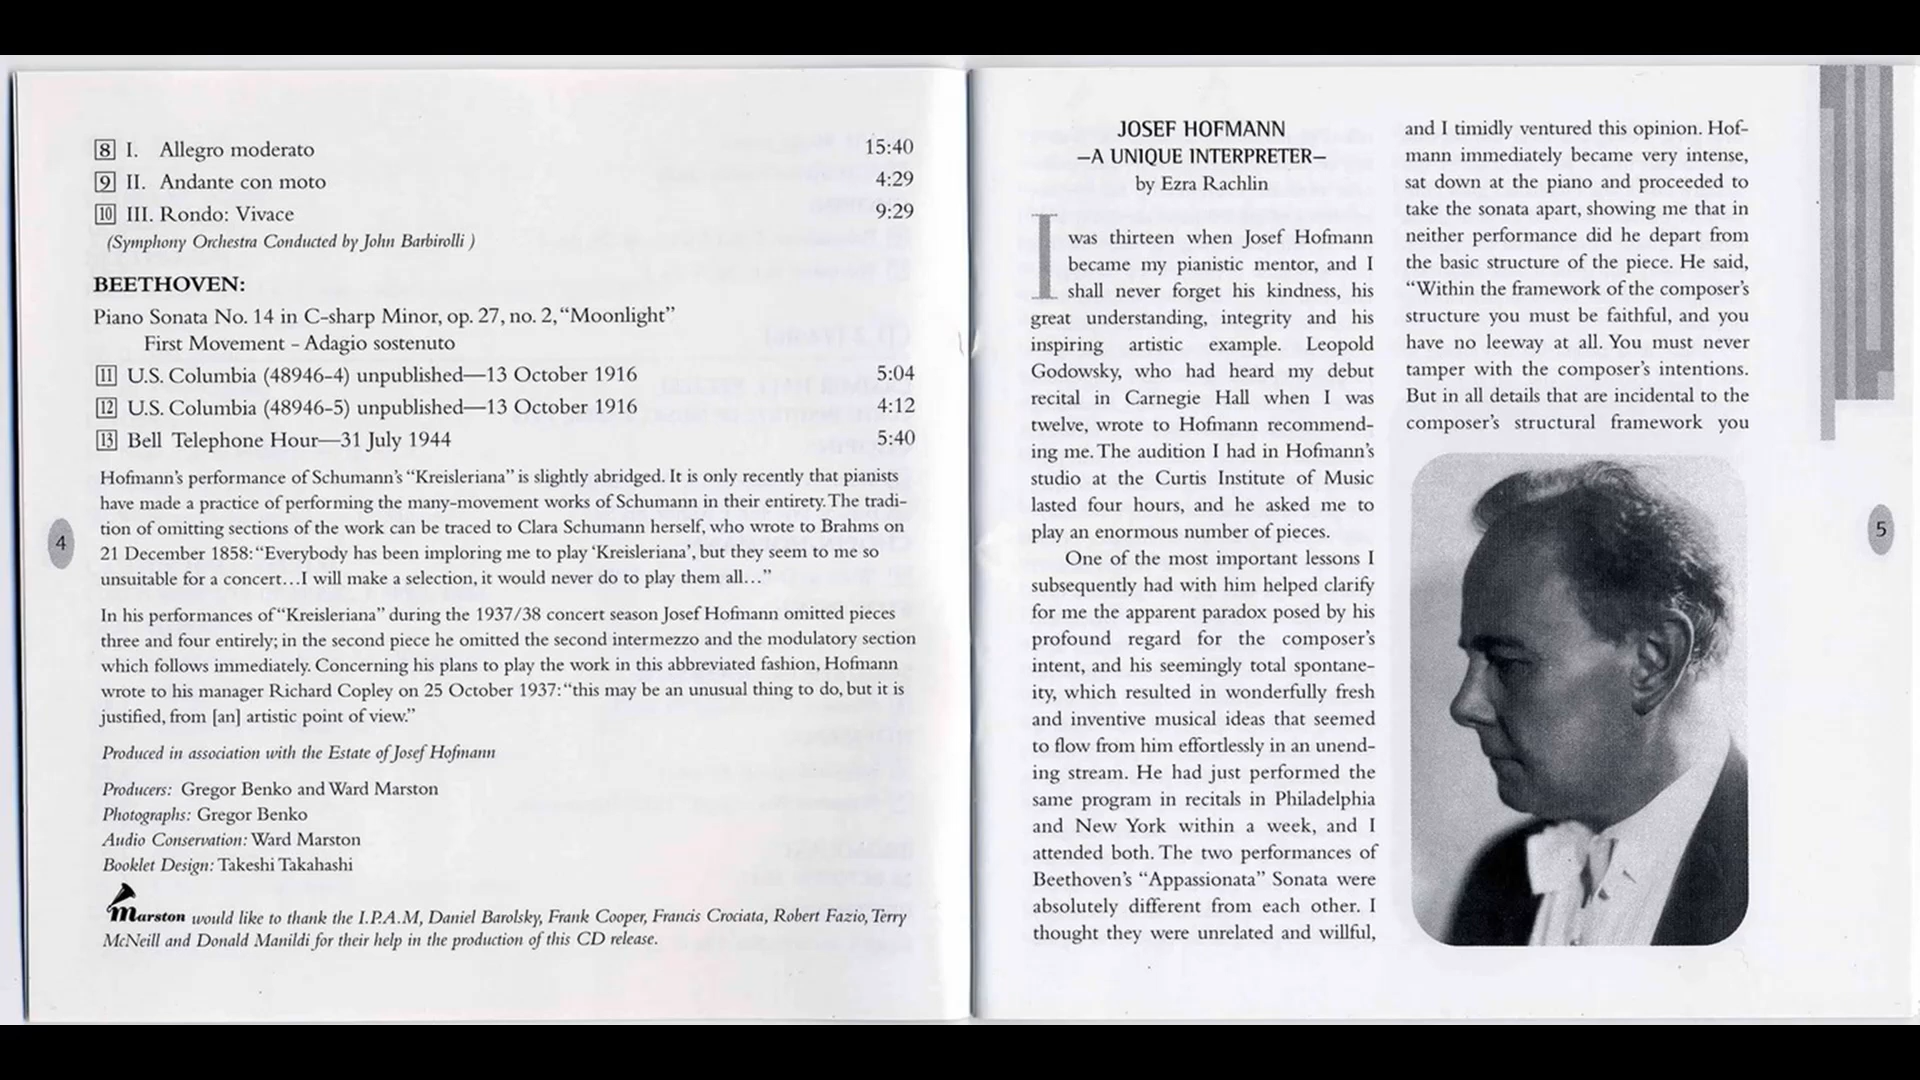 8 I. Allegro moderato 15:40
9 II. Andante con moto 4:29
10 III. Rondo: Vivace 9:29
(Symphony Orchestra Conducted by John Barbirolli )
BEETHOVEN:
Piano Sonata No. 14 in C-sharp Minor, op. 27, no. 2, “Moonlight”
First Movement - Adagio sostenuto
11 U.S. Columbia (48946-4) unpublished—13 October 1916 5:04
12 U.S. Columbia (48946-5) unpublished—13 October 1916 4:12
13 Bell Telephone Hour—31 July 1944 5:40
Hofmann’s performance of Schumann’s “Kreisleriana” is slightly abridged. It is only recently that pianists
have made a practice of performing the many-movement works of Schumann in their entirety. The tradi-
tion of omitting sections of the work can be traced to Clara Schumann herself, who wrote to Brahms on
21 December 1858: “Everybody has been imploring me to play ‘Kreisleriana’, but they seem to me so
unsuitable for a concert…I will make a selection, it would never do to play them all…”
In his performances of “Kreisleriana” during the 1937/38 concert season Josef Hofmann omitted pieces
three and four entirely; in the second piece he omitted the second intermezzo and the modulatory section
which follows immediately. Concerning his plans to play the work in this abbreviated fashion, Hofmann
wrote to his manager Richard Copley on 25 October 1937: “this may be an unusual thing to do, but it is
justified, from [an] artistic point of view.”
Produced in association with the Estate of Josef Hofmann
Producers: Gregor Benko and Ward Marston
Photographs: Gregor Benko
Audio Conservation: Ward Marston
Booklet Design: Takeshi Takahashi
Marston would like to thank the I.P.A.M, Daniel Barolsky, Frank Cooper, Francis Crociata, Robert Fazio, Terry
McNeill and Donald Manildi for their help in the production of this CD release.
4
JOSEF HOFMANN
—A UNIQUE INTERPRETER—
by Ezra Rachlin
I was thirteen when Josef Hofmann
became my pianistic mentor, and I
shall never forget his kindness, his
great understanding, integrity and his
inspiring artistic example. Leopold
Godowsky, who had heard my debut
recital in Carnegie Hall when I was
twelve, wrote to Hofmann recommend-
ing me. The audition I had in Hofmann’s
studio at the Curtis Institute of Music
lasted four hours, and he asked me to
play an enormous number of pieces.
One of the most important lessons I
subsequently had with him helped clarify
for me the apparent paradox posed by his
profound regard for the composer’s
intent, and his seemingly total spontane-
ity, which resulted in wonderfully fresh
and inventive musical ideas that seemed
to flow from him effortlessly in an unend-
ing stream. He had just performed the
same program in recitals in Philadelphia
and New York within a week, and I
attended both. The two performances of
Beethoven’s “Appassionata” Sonata were
absolutely different from each other. I
thought they were unrelated and willful,
and I timidly ventured this opinion. Hof-
mann immediately became very intense,
sat down at the piano and proceeded to
take the sonata apart, showing me that in
neither performance did he depart from
the basic structure of the piece. He said,
“Within the framework of the composer’s
structure you must be faithful, and you
have no leeway at all. You must never
tamper with the composer’s intentions.
But in all details that are incidental to the
composer’s structural framework you
5